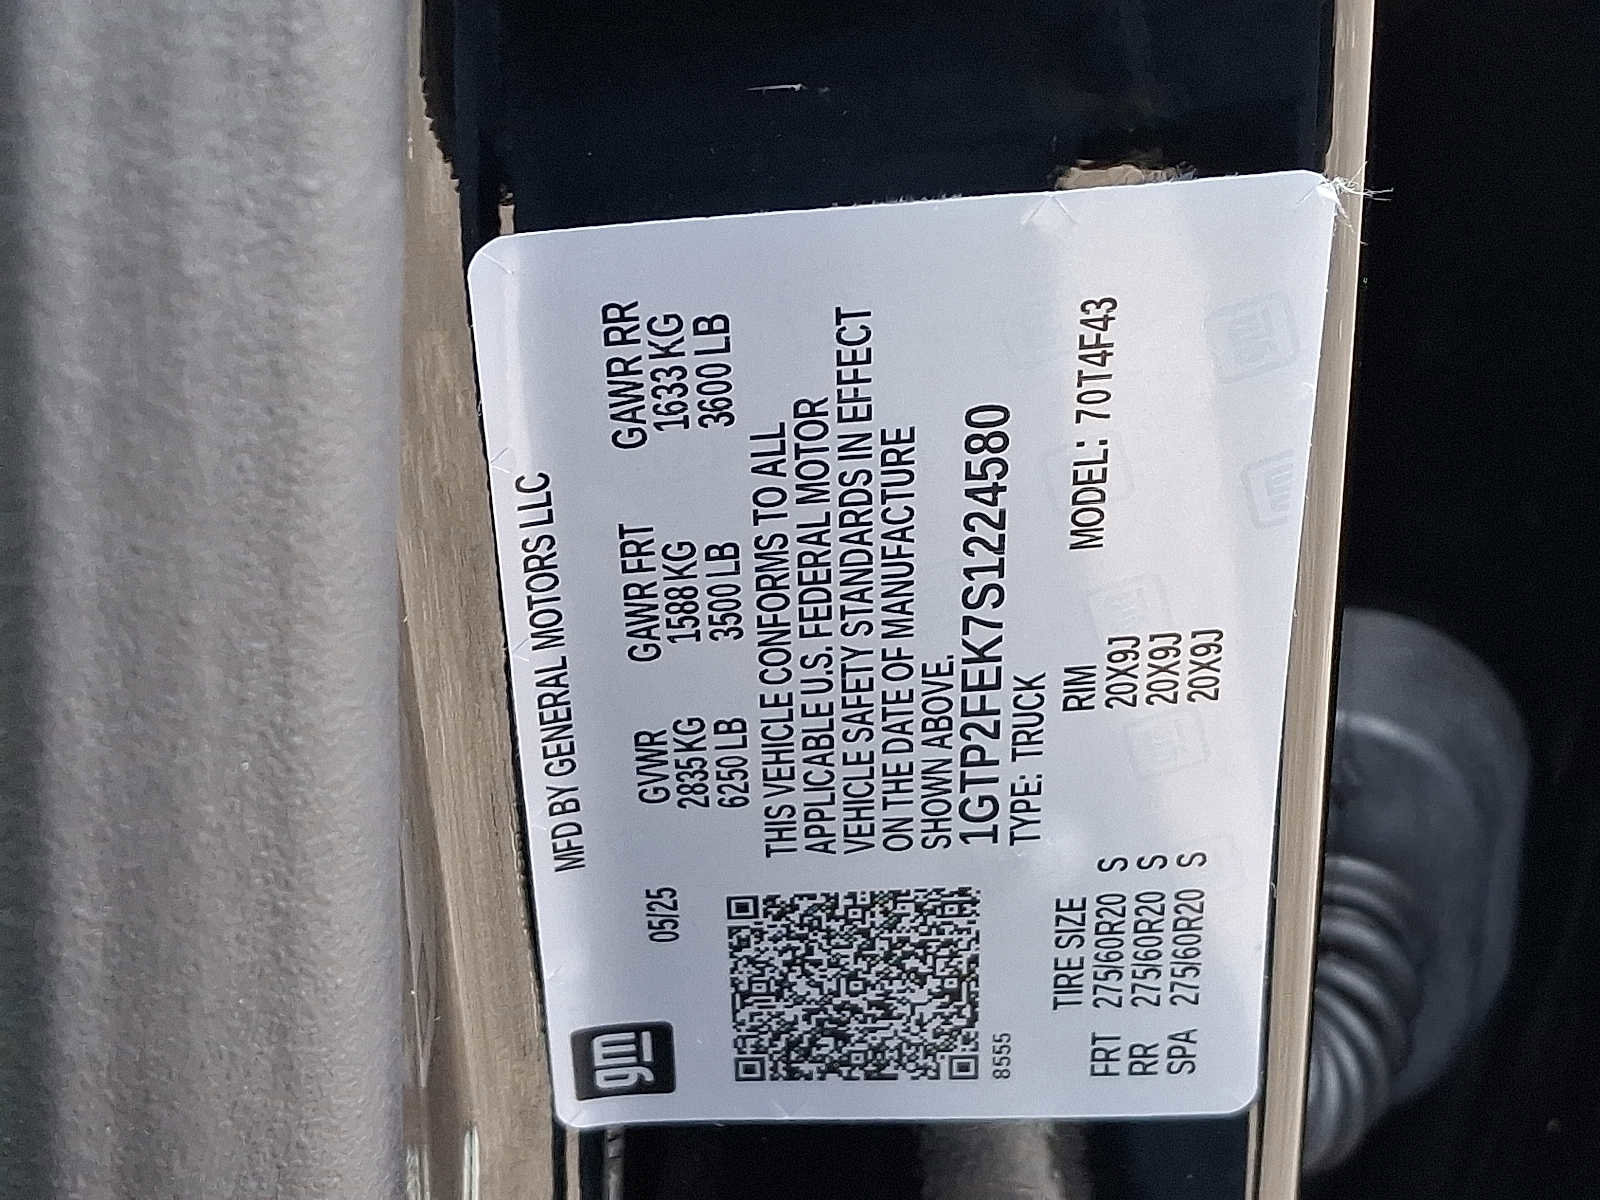 gm
MFD BY GENERAL MOTORS LLC
05/25
GVWR GAWR FRT GAWR RR
2835 KG 1588 KG 1633 KG
6250 LB 3500 LB 3600 LB
THIS VEHICLE CONFORMS TO ALL
APPLICABLE U.S. FEDERAL MOTOR
VEHICLE SAFETY STANDARDS IN EFFECT
ON THE DATE OF MANUFACTURE
SHOWN ABOVE.
1GTP2FEK7S1224580
8555
TYPE: TRUCK
MODEL: 70T4F43
TIRE SIZE RIM
FRT 275/60R20 S 20X9J
RR 275/60R20 S 20X9J
SPA 275/60R20 S 20X9J